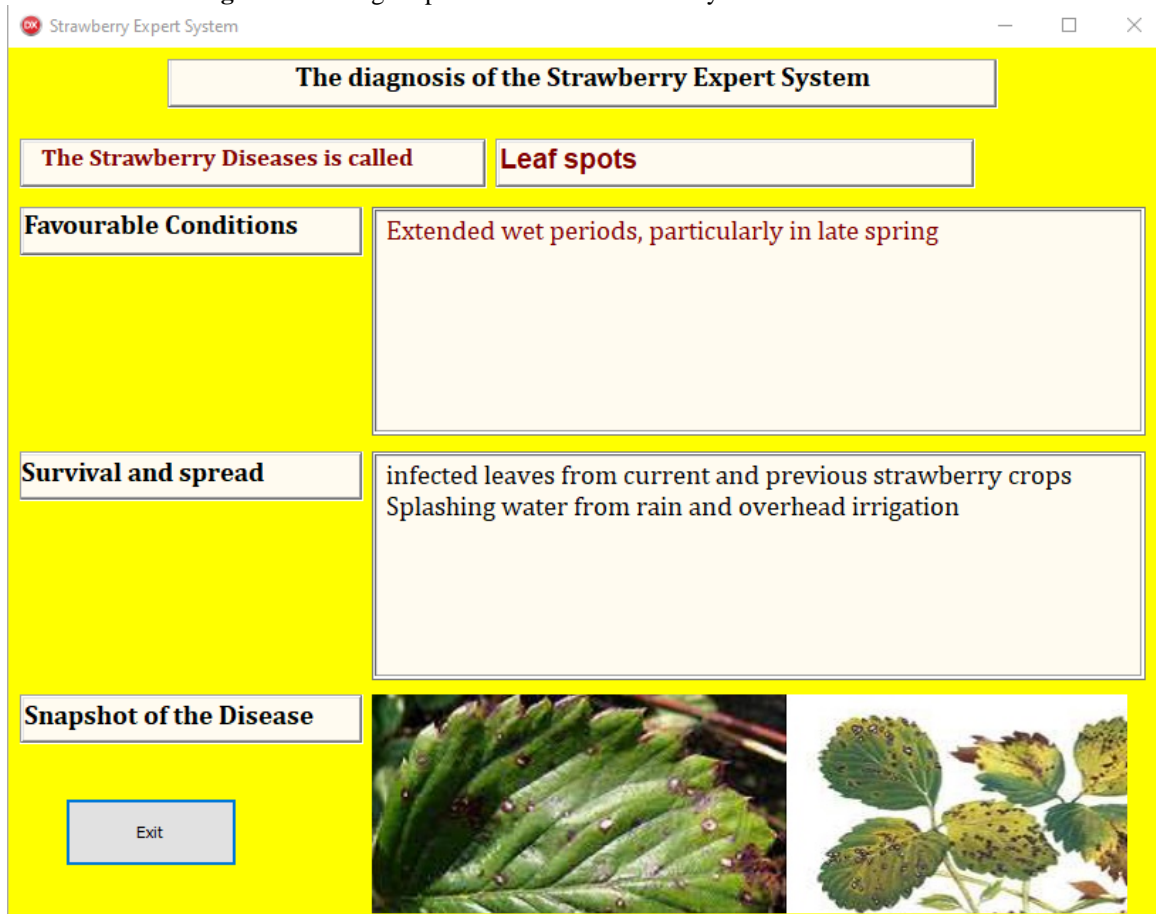 Strawberry Expert System
The diagnosis of the Strawberry Expert System
The Strawberry Diseases is called
Leaf spots
Favourable Conditions
Extended wet periods, particularly in late spring
Survival and spread
infected leaves from current and previous strawberry crops
Splashing water from rain and overhead irrigation
Snapshot of the Disease
Exit